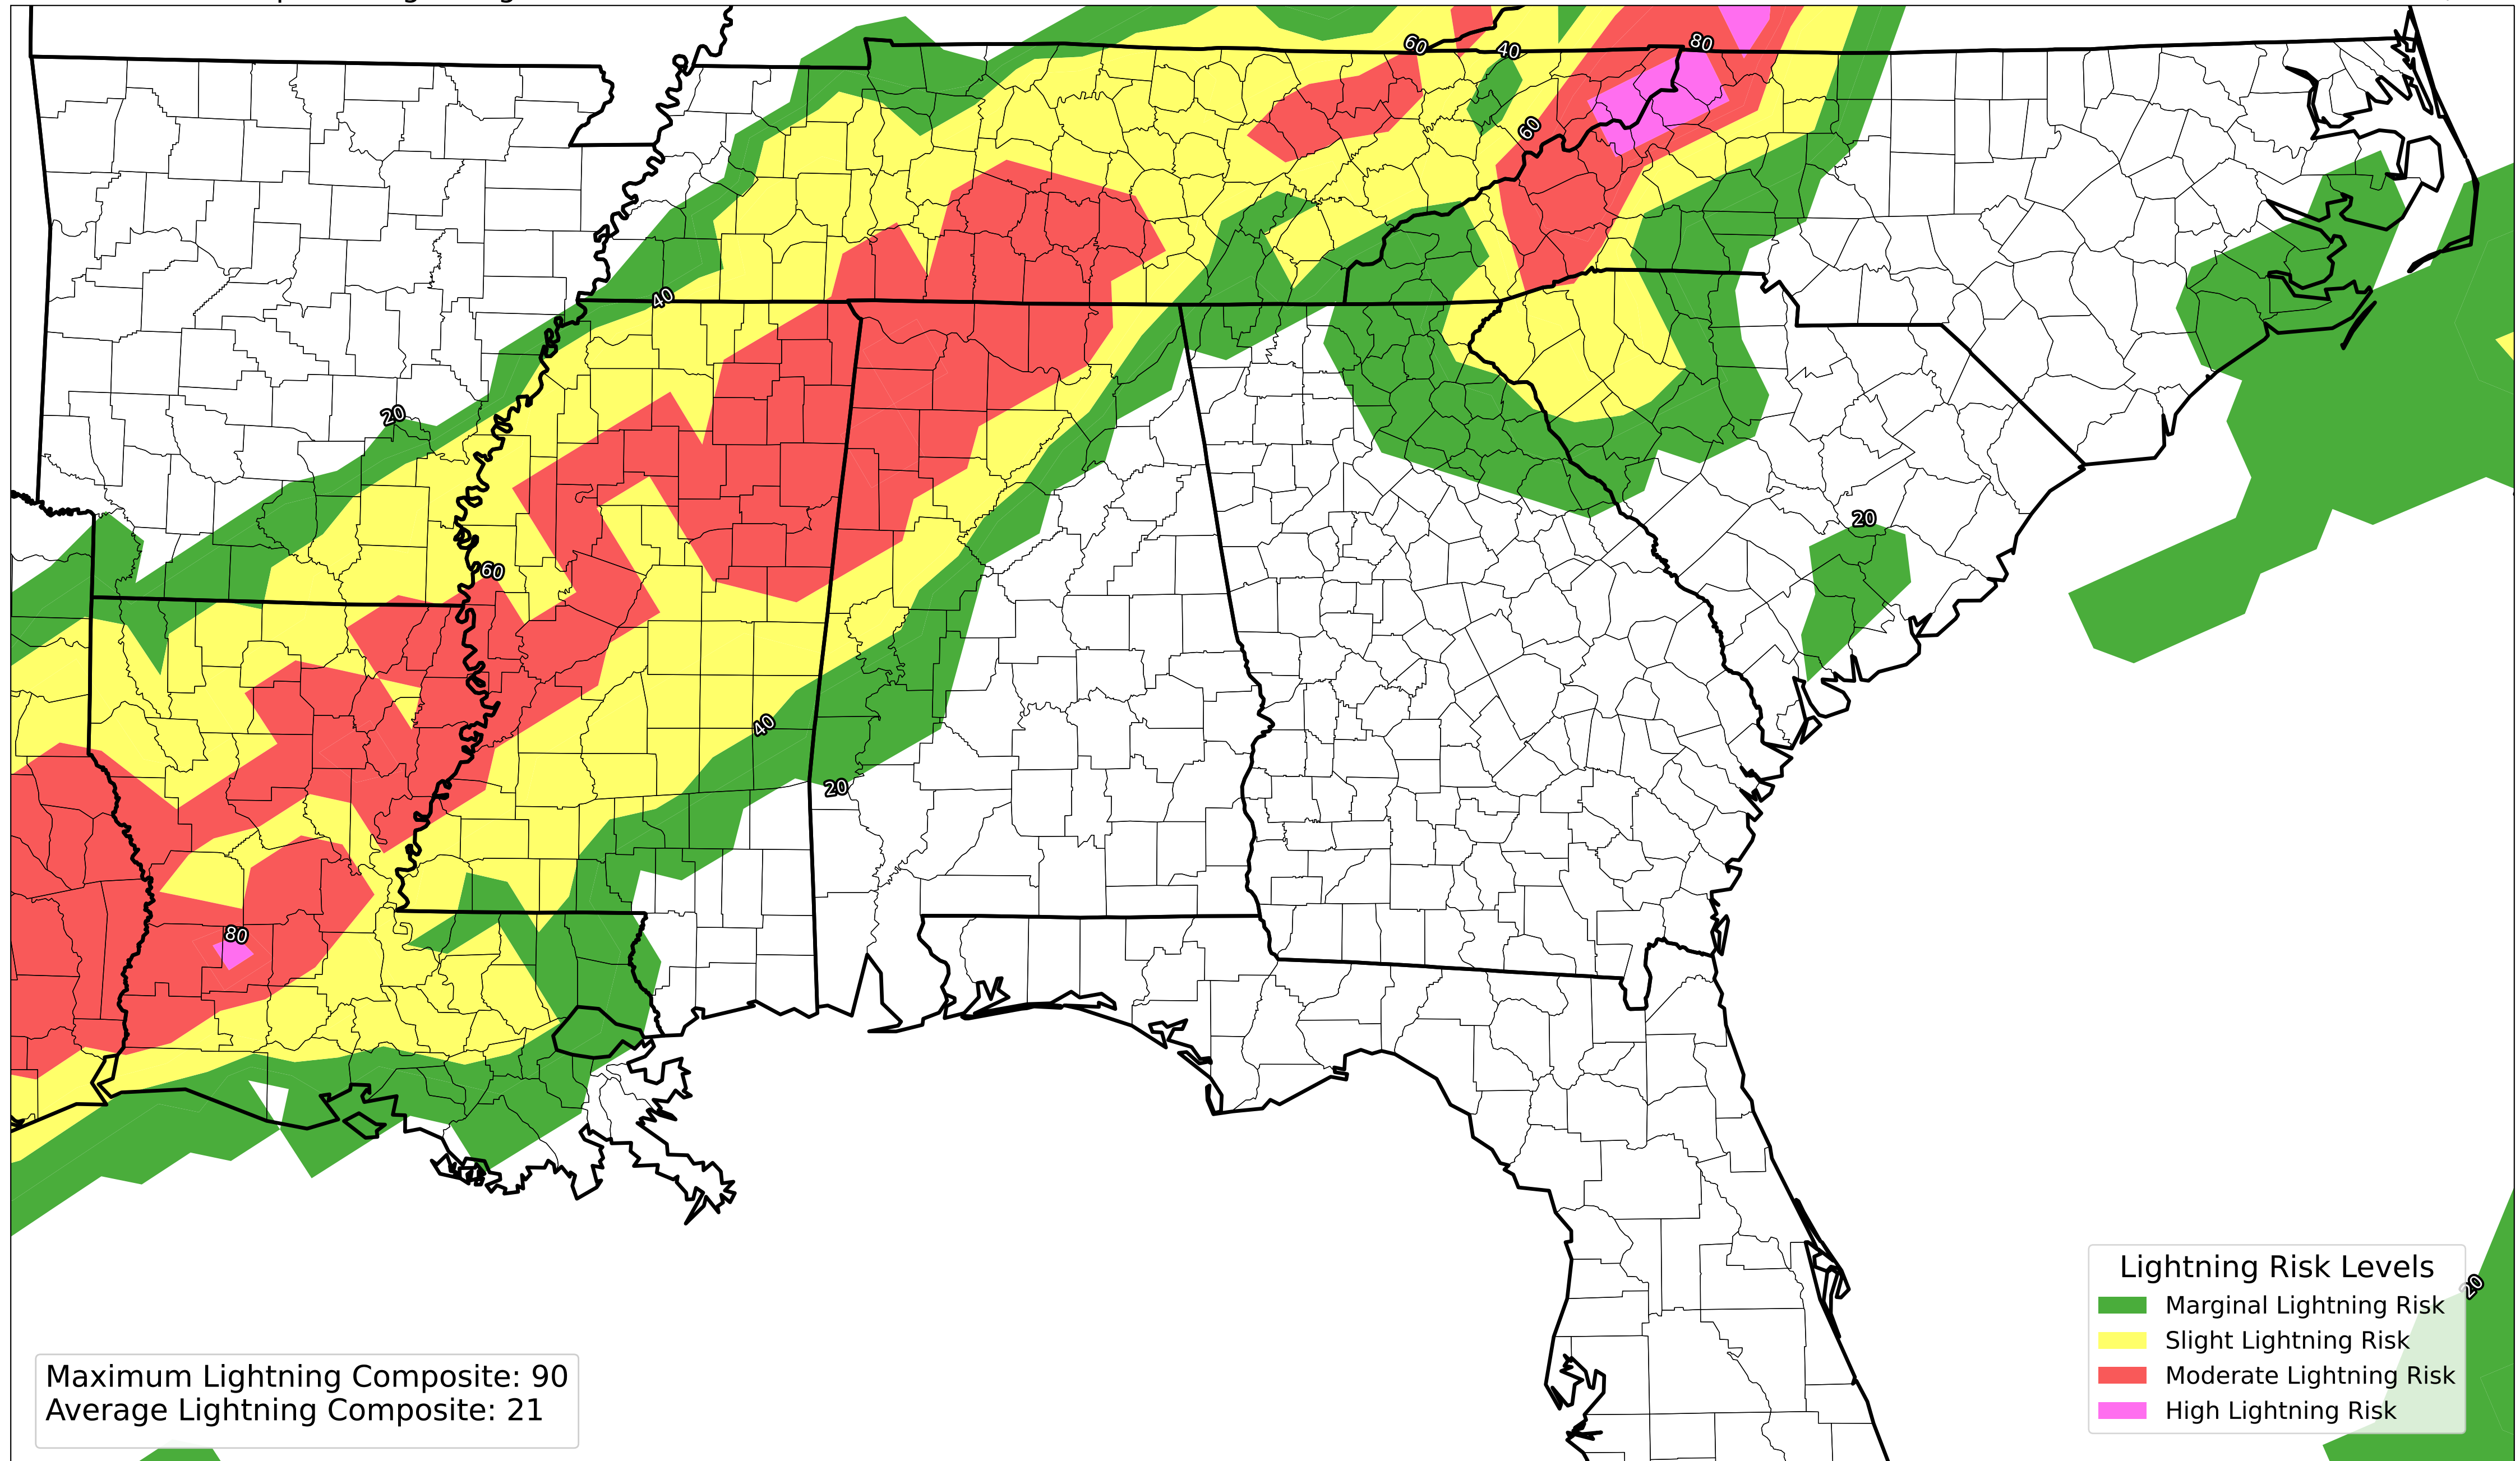 60
40
80
60
40
20
20
60
40
20
80
20
Lightning Risk Levels
Marginal Lightning Risk
Slight Lightning Risk
Moderate Lightning Risk
High Lightning Risk
Maximum Lightning Composite: 90
Average Lightning Composite: 21